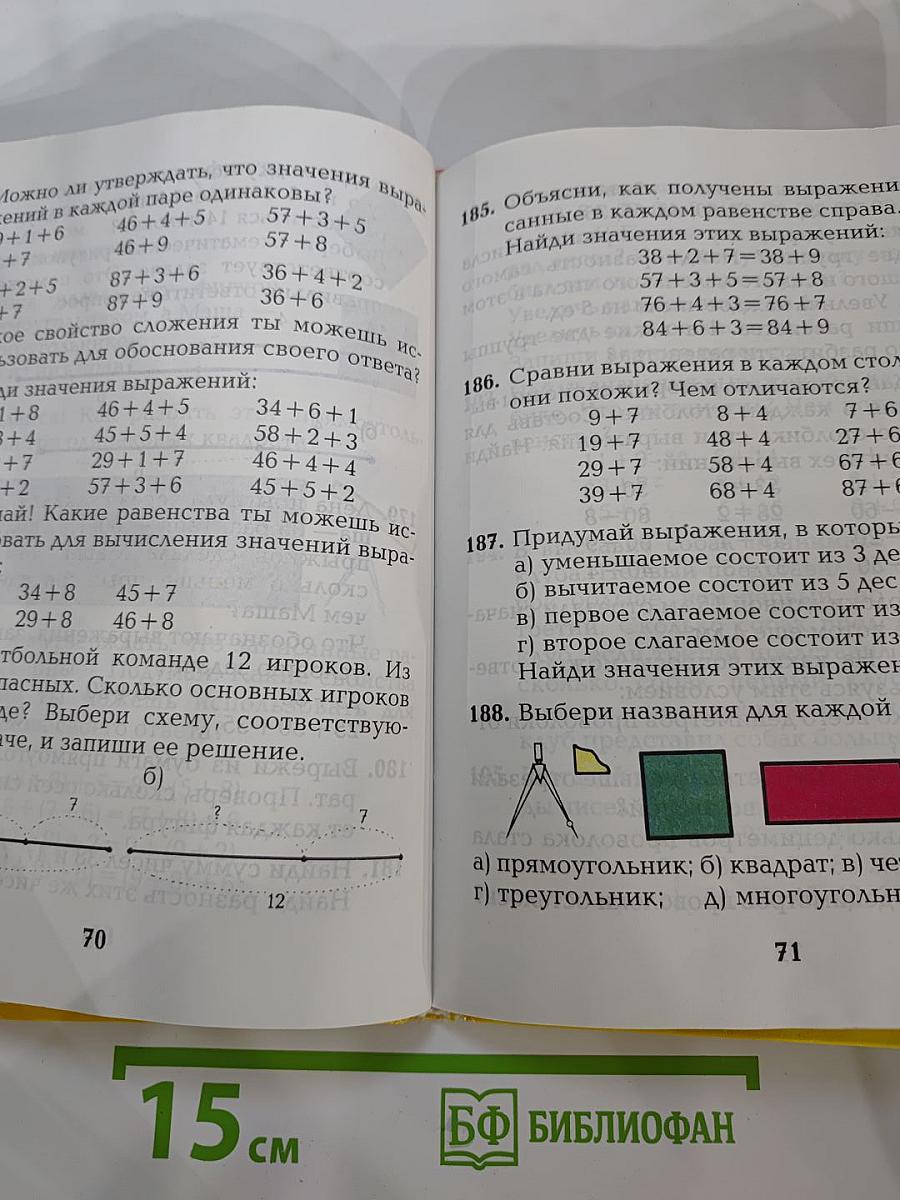 Можно ли утверждать, что значения выра-
жений в каждой паре одинаковы?
9+1+6 46+4+5 57+3+5
+7 46+9 57+8
+2+5 87+3+6 36+4+2
+7 87+9 36+6
кое свойство сложения ты можешь ис-
льзовать для обоснования своего ответа?
ди значения выражений:
1+8 46+4+5 34+6+1
3+4 45+5+4 58+2+3
+7 29+1+7 46+4+4
+2 57+3+6 45+5+2
ай! Какие равенства ты можешь ис-
овать для вычисления значений выра-
:
34+8 45+7
29+8 46+8
тбольной команде 12 игроков. Из
пасных. Сколько основных игроков
де? Выбери схему, соответствую-
аче, и запиши ее решение.
б)
7 ? 7
12
70
185. Объясни, как получены выражени
санные в каждом равенстве справа.
Найди значения этих выражений:
38+2+7=38+9
57+3+5=57+8
76+4+3=76+7
84+6+3=84+9
186. Сравни выражения в каждом стол
они похожи? Чем отличаются?
9+7 8+4 7+6
19+7 48+4 27+6
29+7 58+4 67+6
39+7 68+4 87+6
187. Придумай выражения, в которы
а) уменьшаемое состоит из 3 де
б) вычитаемое состоит из 5 дес
в) первое слагаемое состоит из
г) второе слагаемое состоит из
Найди значения этих выражен
188. Выбери названия для каждой
а) прямоугольник; б) квадрат; в) че
г) треугольник; д) многоугольн
71
15 см
БФ БИБЛИОФАН